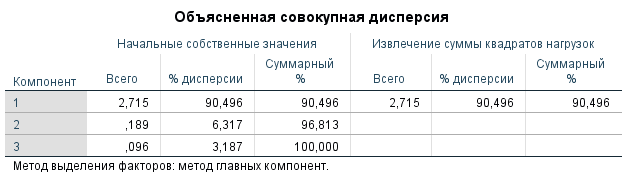 Объясненная совокупная дисперсия
Начальные собственные значения Извлечение суммы квадратов нагрузок
Компонент Всего % дисперсии Суммарный % Всего % дисперсии Суммарный %
1 2,715 90,496 90,496 2,715 90,496 90,496
2 ,189 6,317 96,813
3 ,096 3,187 100,000
Метод выделения факторов: метод главных компонент.